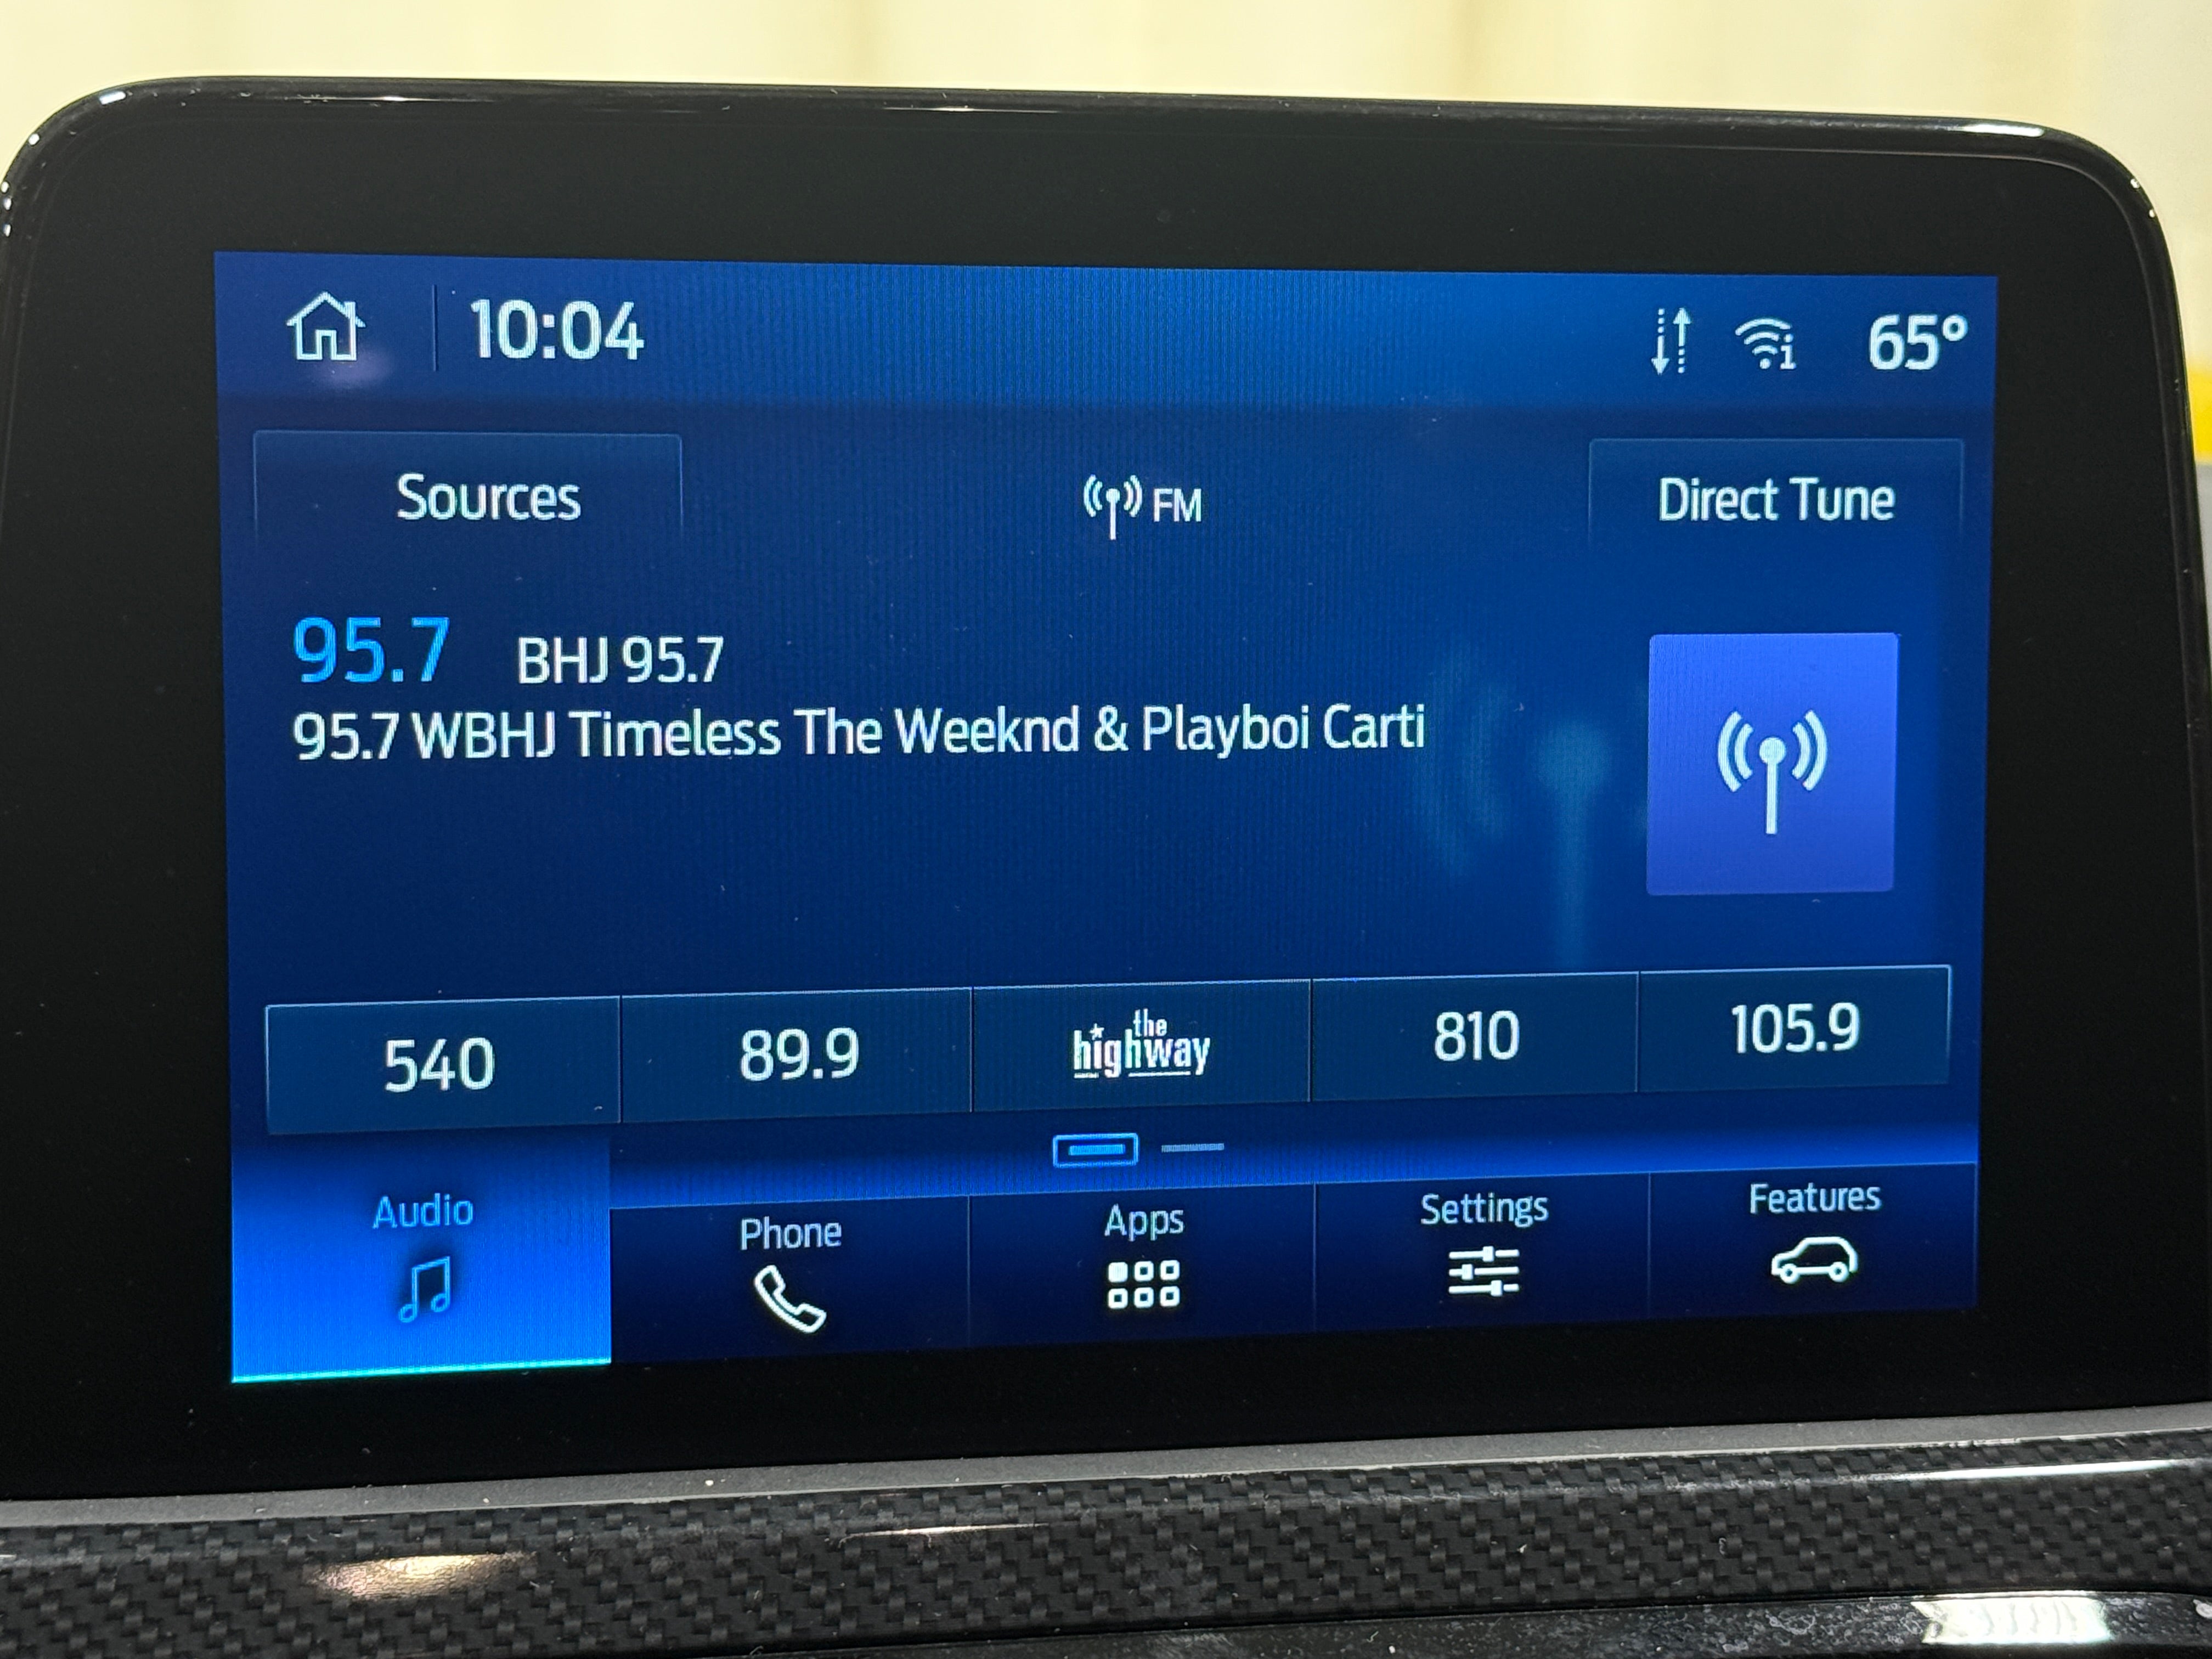 10:04 65°
Sources FM Direct Tune
95.7 BHJ 95.7
95.7 WBHJ Timeless The Weeknd & Playboi Carti
540 89.9 the highway 810 105.9
Audio Phone Apps Settings Features